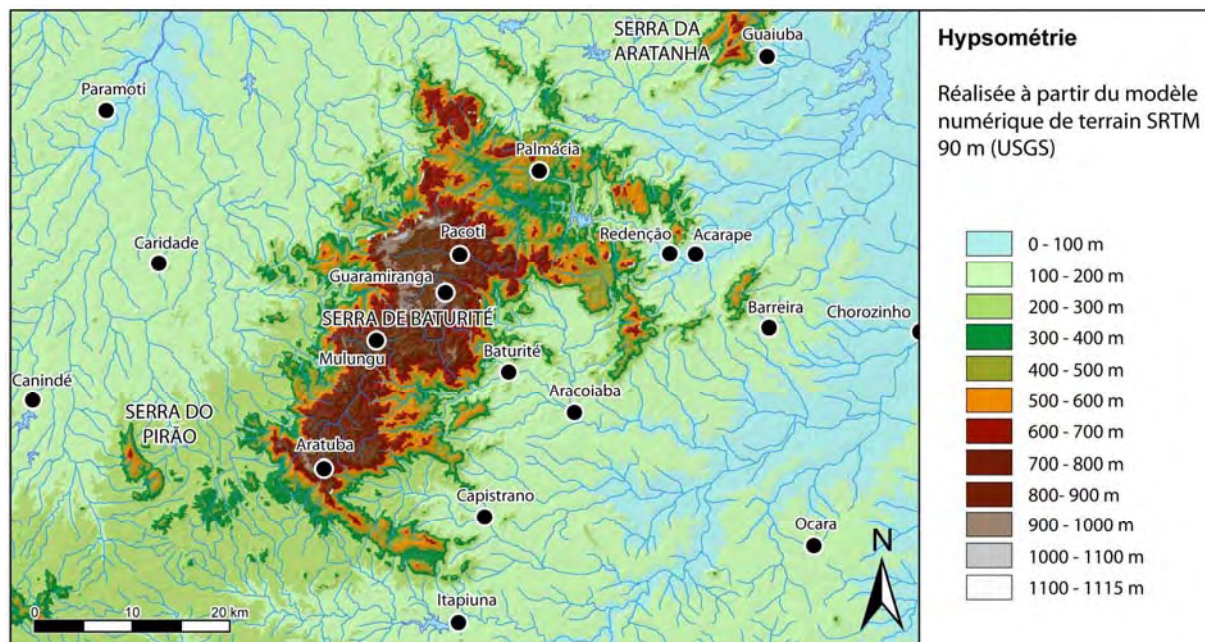 SERRA DA
ARATANHA
Guaiuba
Paramoti
Palmácia
Caridade
Pacoti
Redenção
Acarape
Guaramiranga
SERRA DE BATURITÉ
Mulungu
Baturité
Barreira
Chorozinho
Canindé
Aracoiaba
SERRA DO
PIRÃO
Aratuba
Capistrano
Ocara
Itapiuna
N
0 10 20 km
Hypsométrie
Réalisée à partir du modèle
numérique de terrain SRTM
90 m (USGS)
0 - 100 m
100 - 200 m
200 - 300 m
300 - 400 m
400 - 500 m
500 - 600 m
600 - 700 m
700 - 800 m
800- 900 m
900 - 1000 m
1000 - 1100 m
1100 - 1115 m